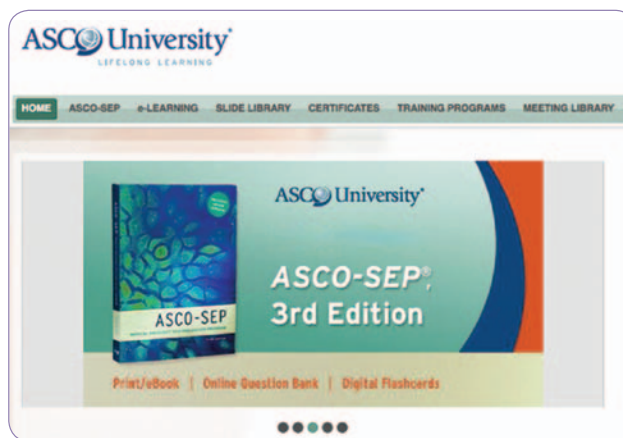 ASCO University®
LIFELONG LEARNING
HOME ASCO-SEP e-LEARNING SLIDE LIBRARY CERTIFICATES TRAINING PROGRAMS MEETING LIBRARY
ASCO University®
ASCO-SEP®,
3rd Edition
ASCO-SEP
Print/eBook | Online Question Bank | Digital Flashcards